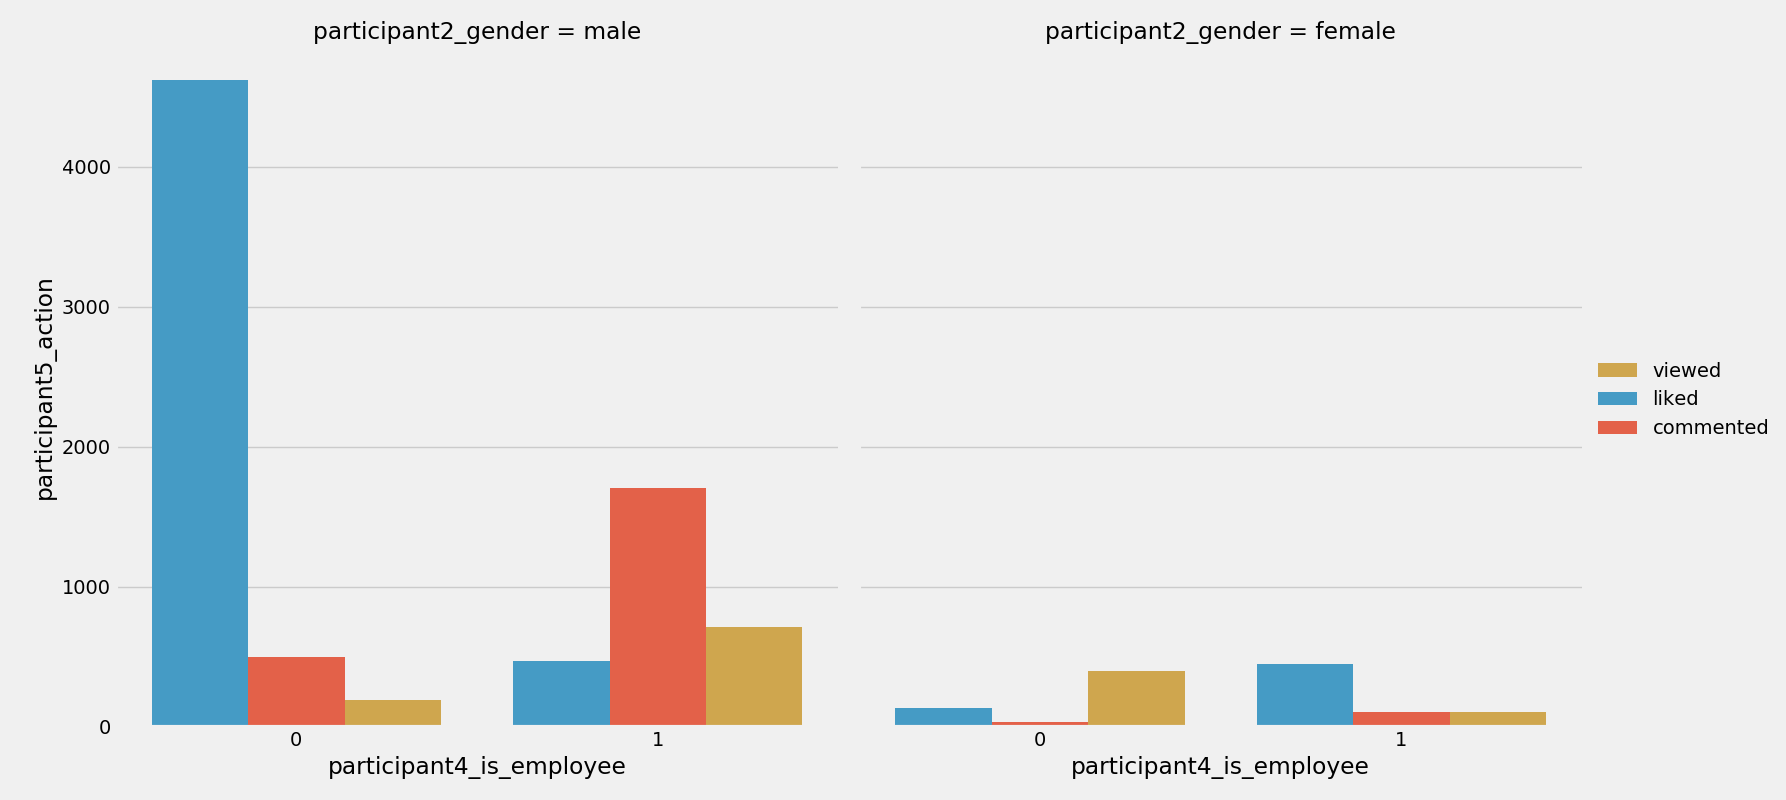 participant2_gender = male
participant2_gender = female
participant5_action
4000
3000
2000
1000
0
0
1
0
1
participant4_is_employee
participant4_is_employee
viewed
liked
commented